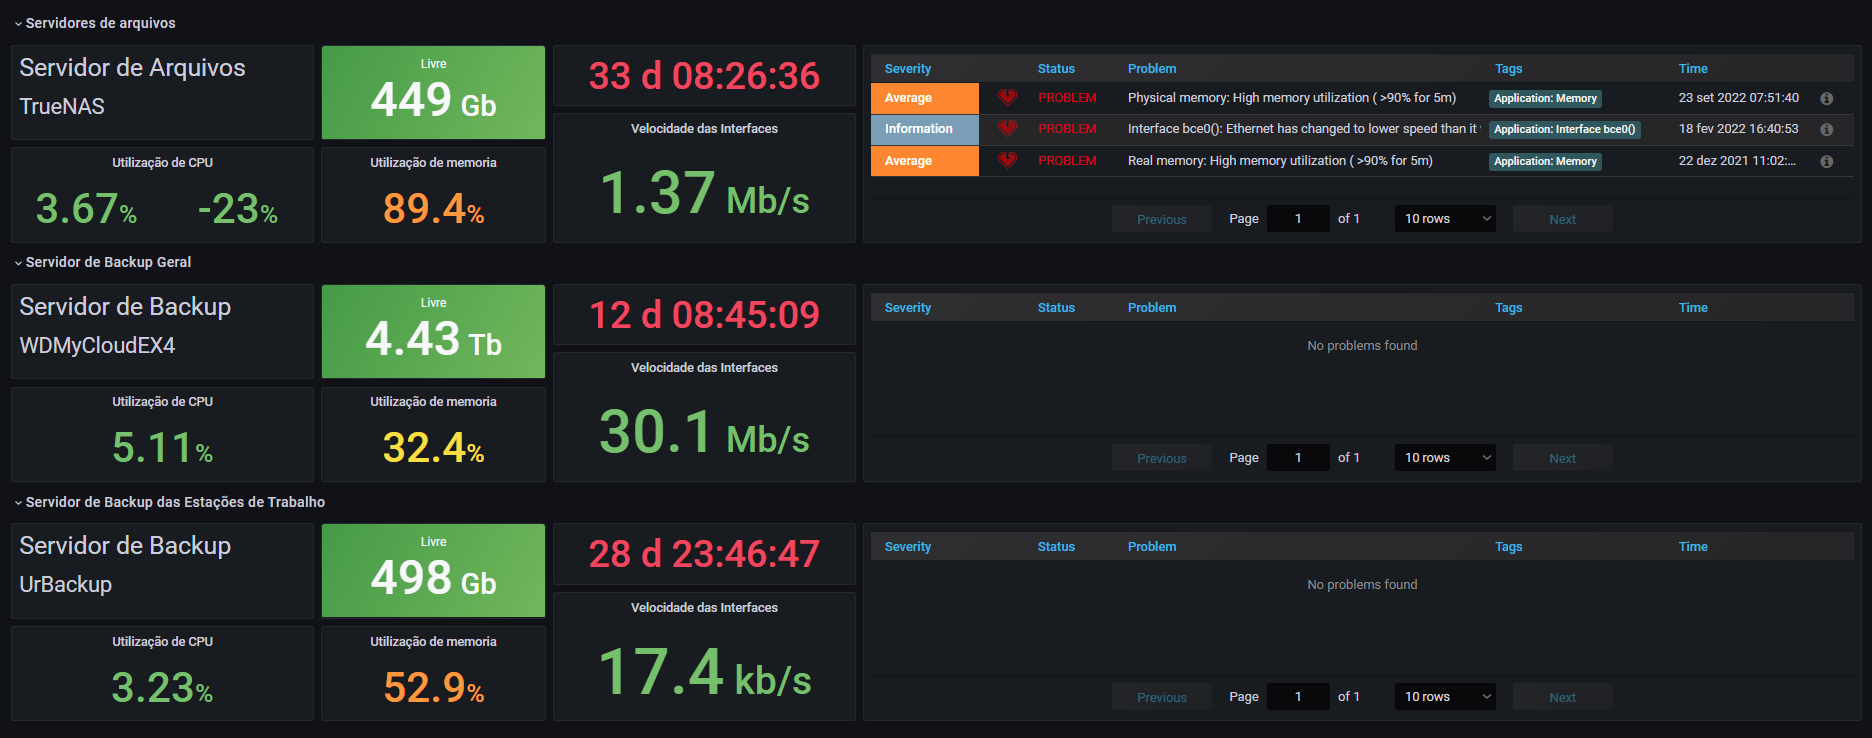 Servidores de arquivos
Servidor de Arquivos
TrueNAS
Livre
449 Gb
33 d 08:26:36
Utilização de CPU
3.67% -23%
Utilização de memoria
89.4%
Velocidade das Interfaces
1.37 Mb/s
Severity Status Problem Tags Time
Average PROBLEM Physical memory: High memory utilization ( >90% for 5m) Application: Memory 23 set 2022 07:51:40
Information PROBLEM Interface bce0(): Ethernet has changed to lower speed than it Application: Interface bce0() 18 fev 2022 16:40:53
Average PROBLEM Real memory: High memory utilization ( >90% for 5m) Application: Memory 22 dez 2021 11:02:...
Previous Page 1 of 1 10 rows Next
Servidor de Backup Geral
Servidor de Backup
WDMyCloudEX4
Livre
4.43 Tb
12 d 08:45:09
Utilização de CPU
5.11%
Utilização de memoria
32.4%
Velocidade das Interfaces
30.1 Mb/s
Severity Status Problem Tags Time
No problems found
Previous Page 1 of 1 10 rows Next
Servidor de Backup das Estações de Trabalho
Servidor de Backup
UrBackup
Livre
498 Gb
28 d 23:46:47
Utilização de CPU
3.23%
Utilização de memoria
52.9%
Velocidade das Interfaces
17.4 kb/s
Severity Status Problem Tags Time
No problems found
Previous Page 1 of 1 10 rows Next